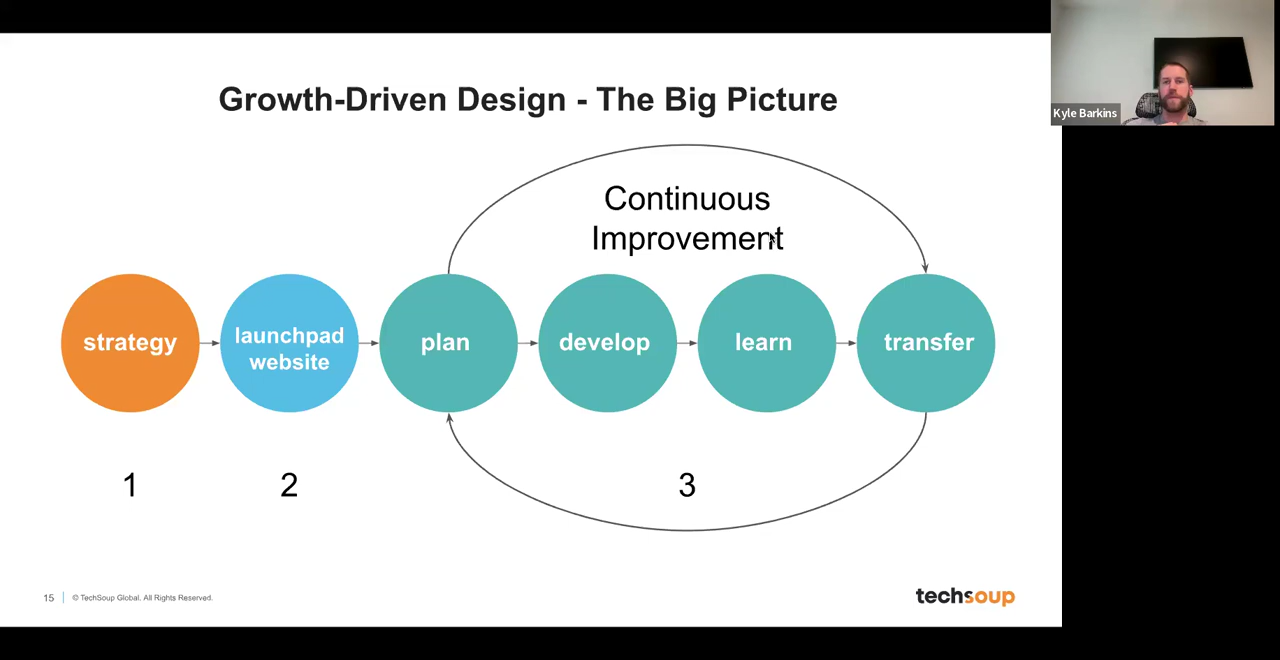 Growth-Driven Design - The Big Picture
Kyle Barkins
Continuous
Improvement
strategy
launchpad
website
plan
develop
learn
transfer
1
2
3
15
© TechSoup Global. All Rights Reserved.
techsoup